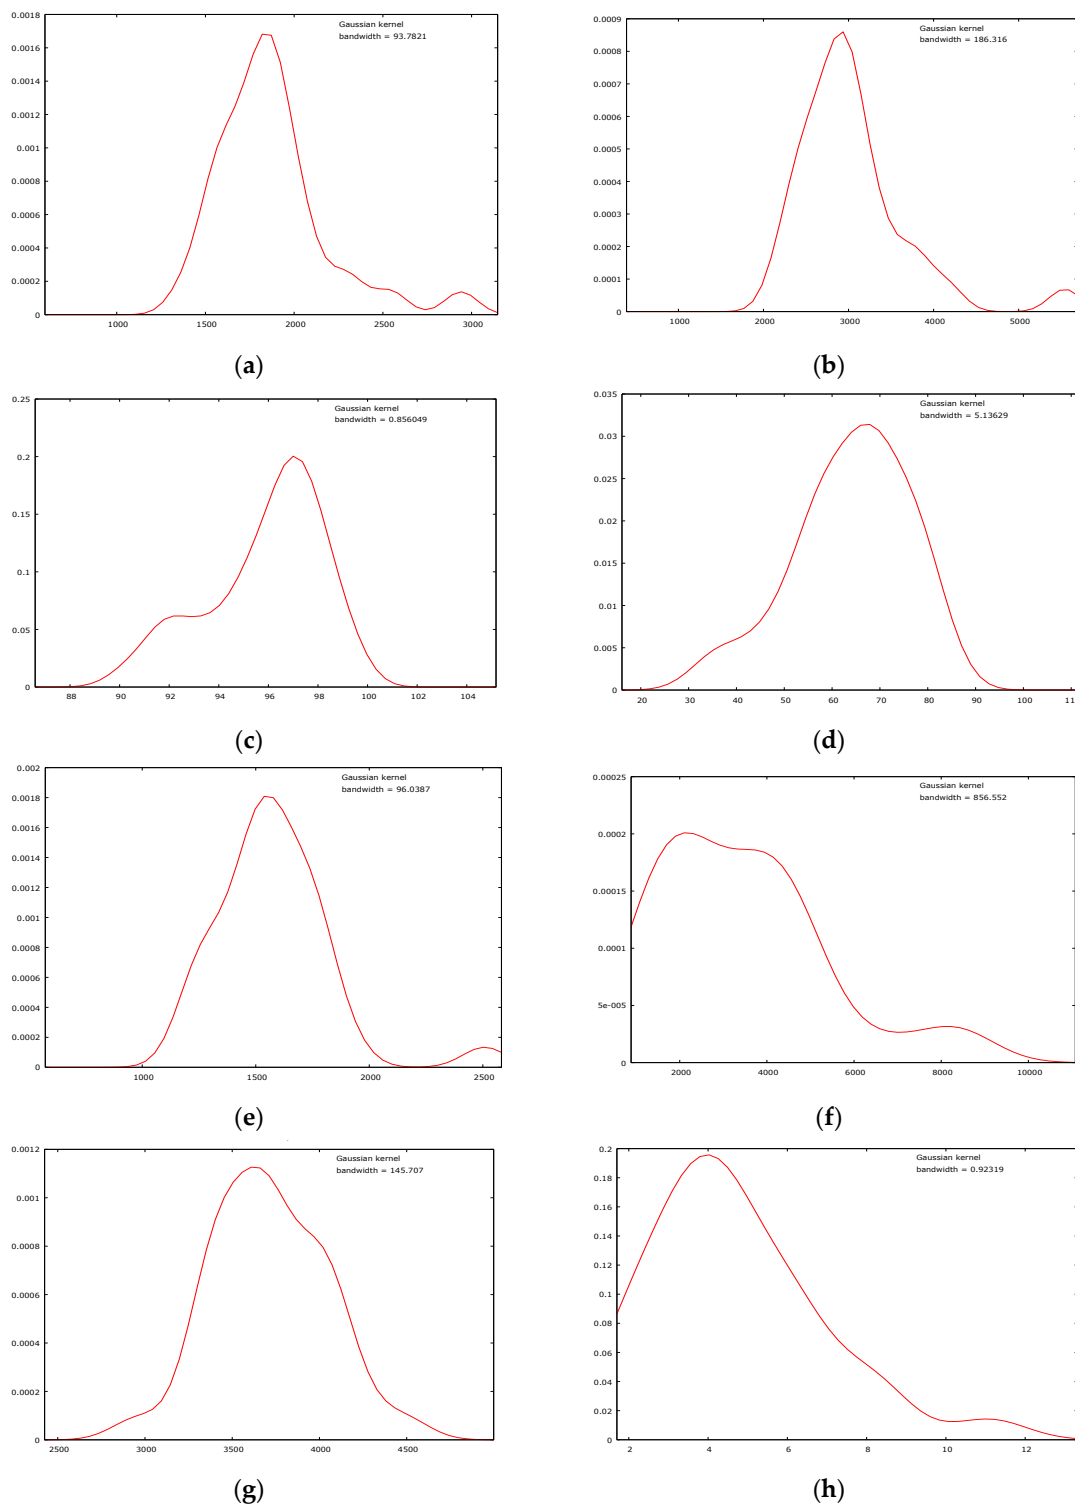 Gaussian kernel
bandwidth = 93.7821
0.0018
0.0016
0.0014
0.0012
0.001
0.0008
0.0006
0.0004
0.0002
0
1000 1500 2000 2500 3000
(a)
Gaussian kernel
bandwidth = 186.316
0.0009
0.0008
0.0007
0.0006
0.0005
0.0004
0.0003
0.0002
0.0001
0
1000 2000 3000 4000 5000
(b)
Gaussian kernel
bandwidth = 0.856049
0.25
0.2
0.15
0.1
0.05
0
88 90 92 94 96 98 100 102 104
(c)
Gaussian kernel
bandwidth = 5.13629
0.035
0.03
0.025
0.02
0.015
0.01
0.005
0
20 30 40 50 60 70 80 90 100 11
(d)
Gaussian kernel
bandwidth = 96.0387
0.002
0.0018
0.0016
0.0014
0.0012
0.001
0.0008
0.0006
0.0004
0.0002
0
1000 1500 2000 2500
(e)
Gaussian kernel
bandwidth = 856.552
0.00025
0.0002
0.00015
0.0001
5e-005
0
2000 4000 6000 8000 10000
(f)
Gaussian kernel
bandwidth = 145.707
0.0012
0.001
0.0008
0.0006
0.0004
0.0002
0
2500 3000 3500 4000 4500
(g)
Gaussian kernel
bandwidth = 0.92319
0.2
0.18
0.16
0.14
0.12
0.1
0.08
0.06
0.04
0.02
0
2 4 6 8 10 12
(h)